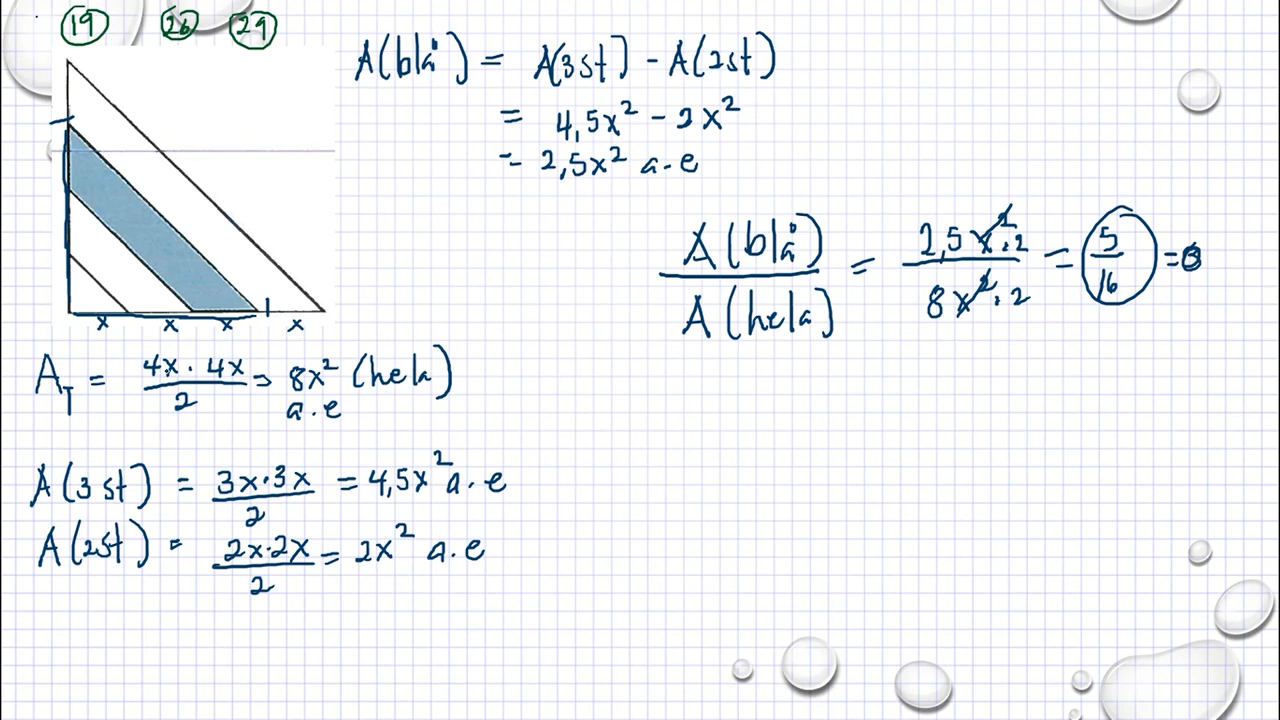 19 26 29
A(blå) = A(3st) - A(2st)
= 4,5x² - 2x²
= 2,5x² a.e
A(blå)/A(hela) = 2,5x²·2/8x²·2 = 5/16 =
x x x x
A_T = 4x·4x/2 = 8x² (hela)
a.e
A(3st) = 3x·3x/2 = 4,5x² a.e
A(2st) = 2x·2x/2 = 2x² a.e